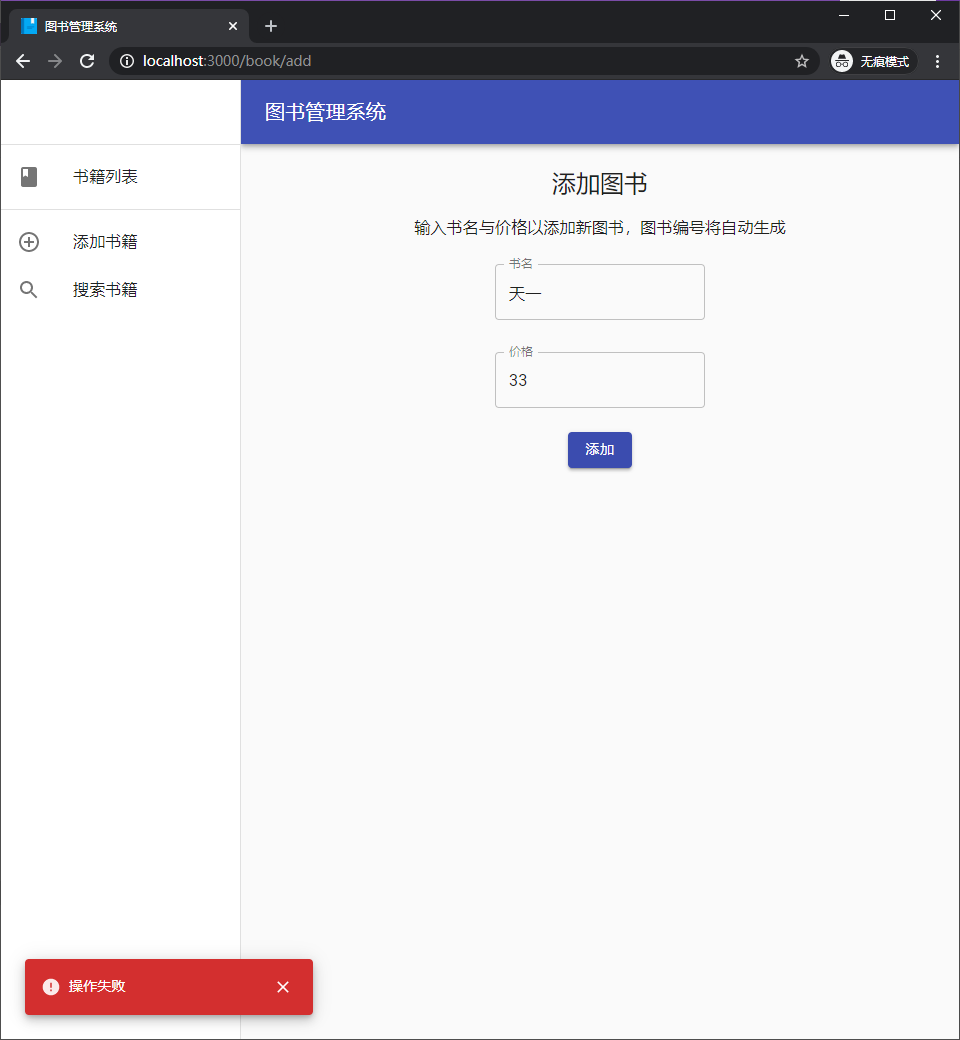 图书管理系统
localhost:3000/book/add
无痕模式
图书管理系统
书籍列表
添加书籍
搜索书籍
添加图书
输入书名与价格以添加新图书，图书编号将自动生成
书名
天一
价格
33
添加
操作失败